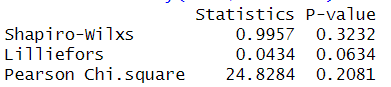 Statistics P-value
Shapiro-Wilxs 0.9957 0.3232
Lilliefors 0.0434 0.0634
Pearson Chi.square 24.8284 0.2081